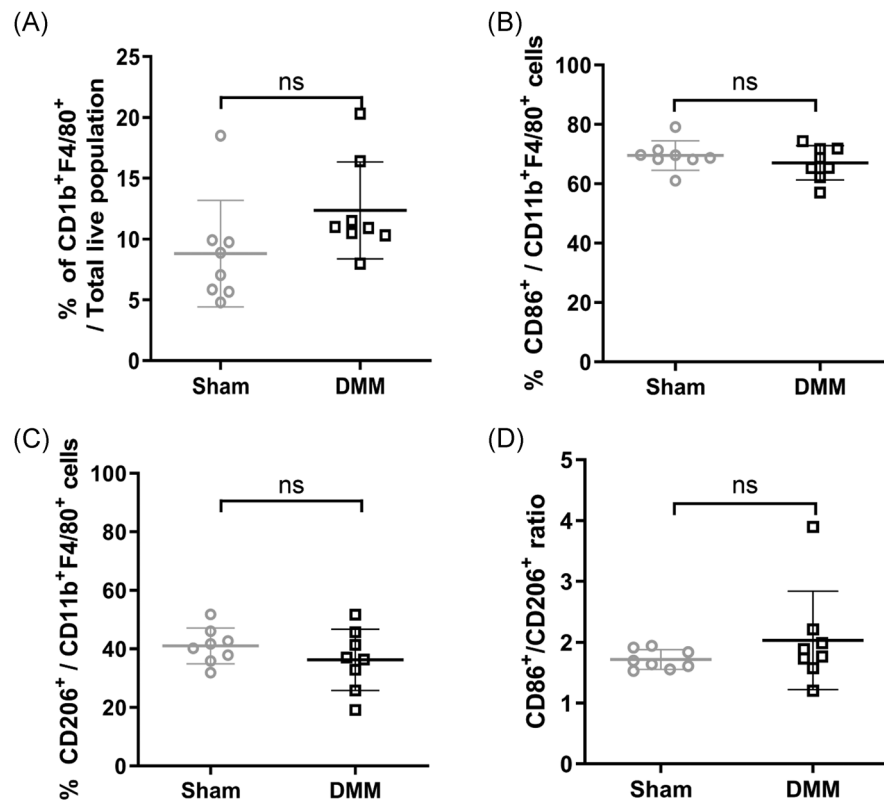 (A)
% of CD1b⁺F4/80⁺
/ Total live population
25
20
15
10
5
0
ns
Sham
DMM
(B)
% CD86⁺ / CD11b⁺F4/80⁺ cells
100
80
60
40
20
0
ns
Sham
DMM
(C)
% CD206⁺ / CD11b⁺F4/80⁺ cells
100
80
60
40
20
0
ns
Sham
DMM
(D)
CD86⁺/CD206⁺ ratio
5
4
3
2
1
0
ns
Sham
DMM